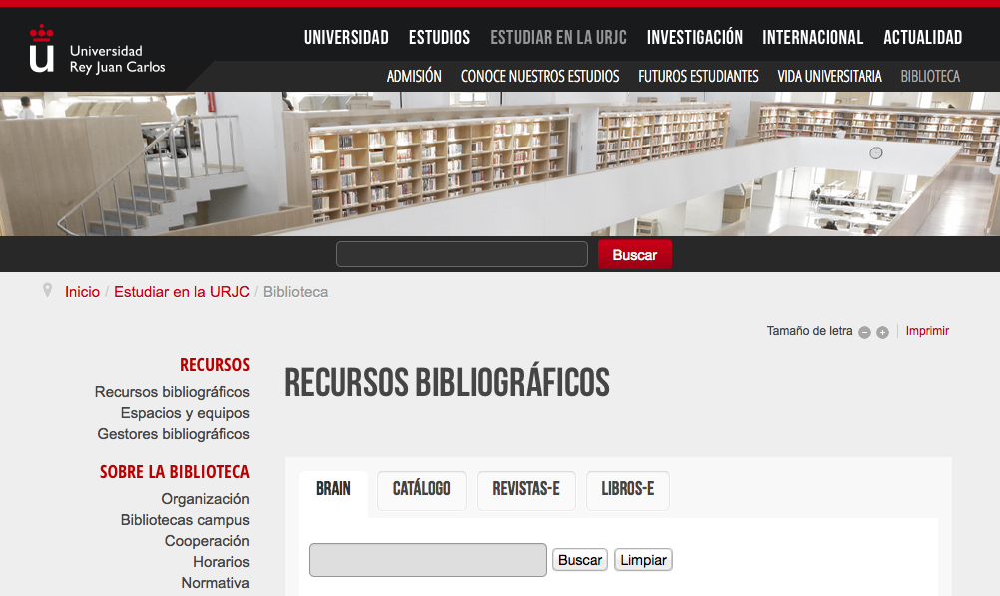 UNIVERSIDAD ESTUDIOS ESTUDIAR EN LA URJC INVESTIGACIÓN INTERNACIONAL ACTUALIDAD
u Universidad
Rey Juan Carlos
ADMISIÓN CONOCE NUESTROS ESTUDIOS FUTUROS ESTUDIANTES VIDA UNIVERSITARIA BIBLIOTECA
Buscar
Inicio / Estudiar en la URJC / Biblioteca
Tamaño de letra Imprimir
RECURSOS
Recursos bibliográficos
Espacios y equipos
Gestores bibliográficos
SOBRE LA BIBLIOTECA
Organización
Bibliotecas campus
Cooperación
Horarios
Normativa
RECURSOS BIBLIOGRÁFICOS
BRAIN CATÁLOGO REVISTAS-E LIBROS-E
Buscar Limpiar